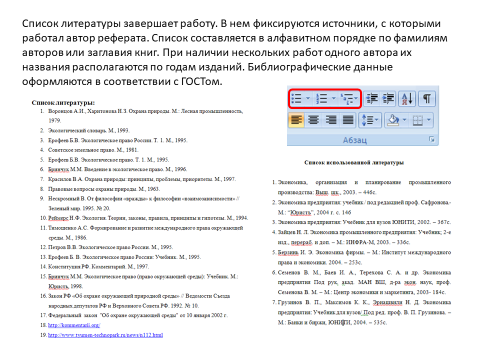 Список литературы завершает работу. В нем фиксируются источники, с которыми
работал автор реферата. Список составляется в алфавитном порядке по фамилиям
авторов или заглавия книг. При наличии нескольких работ одного автора их
названия располагаются по годам изданий. Библиографические данные
оформляются в соответствии с ГОСТом.
Список литературы:
1. Воронков А.И., Харитонова Н.З. Охрана природы. М.: Лесная промышленность,
1979.
2. Экологический словарь. М., 1993.
3. Ерофеев Б.В. Экологическое право России. Т. 1. М., 1995.
4. Советское земельное право. М., 1981.
5. Ерофеев Б.В. Экологическое право. Т. 1. М., 1995.
6. Бринчук М.М. Введение в экологическое право. М., 1996.
7. Краснов В.А. Охрана природы: принципы, проблемы, приоритеты. М., 1997.
8. Правовые вопросы охраны природы. М., 1963.
9. Нескромный В. От философии «вражды» к философии «взаимозависимости» //
Зеленый мир. 1995. № 20.
10. Реймерс Н.Ф. Экология. Теории, законы, правила, принципы и гипотезы. М., 1994.
11. Тимошенко А.С. Формирование и развитие международного права окружающей
среды. М., 1986.
12. Петров В.В. Экологическое право России. М., 1995.
13. Ерофеев Б. В. Экологическое право России: Учебник. М.:
14. Конституция РФ. Комментарий. М., 1997.
15. Бринчук М.М. Экологическое право (право окружающей среды): Учебник. М.:
Юристъ, 1998.
16. Закон РФ «Об охране окружающей природной среды» // Ведомости Съезда
народных депутатов РФ и Верховного Совета РФ. 1992. № 10.
17. Федеральный закон "Об охране окружающей среды" от 10 января 2002 г.
18. http://kommentarii.org/
19. http://www.tyumen-technopark.ru/news/n112.html
Абзац
Список использованной литературы
1. Экономика, организация и планирование промышленного
производства: Выш. шк., 2003. – 446с.
2. Экономика предприятия: учебник / под редакцией проф. Сафронова.-
М.: "Юристъ", 2004 г. с. 146
3. Экономика предприятия: Учебник для вузов ЮНИТИ, 2002. – 367с.
4. Зайцев Н. Л. Экономика промышленного предприятия: Учебник; 2-е
изд., перераб. и доп. – М.: ИНФРА-М, 2003. – 336с.
5. Берзинь И. Э. Экономика фирмы. – М.: Институт международного
права и экономики. 2004. – 253с.
6. Семенов В. М., Баев И. А., Терехова С. А. и др. Экономика
предприятия Под рук, акад. МАН ВШ, д-ра экон. наук, проф.
Семенова В. М. – М.: Центр экономики и маркетинга, 2003- 184с.
7. Грузинов В. П., Максимов К. К., Эриашвили Н. Д. Экономика
предприятия: Учебник для вузов/ Под ред. проф. В. П. Грузинова. –
М.: Банки и биржи, ЮНИТИ, 2004. – 535с.